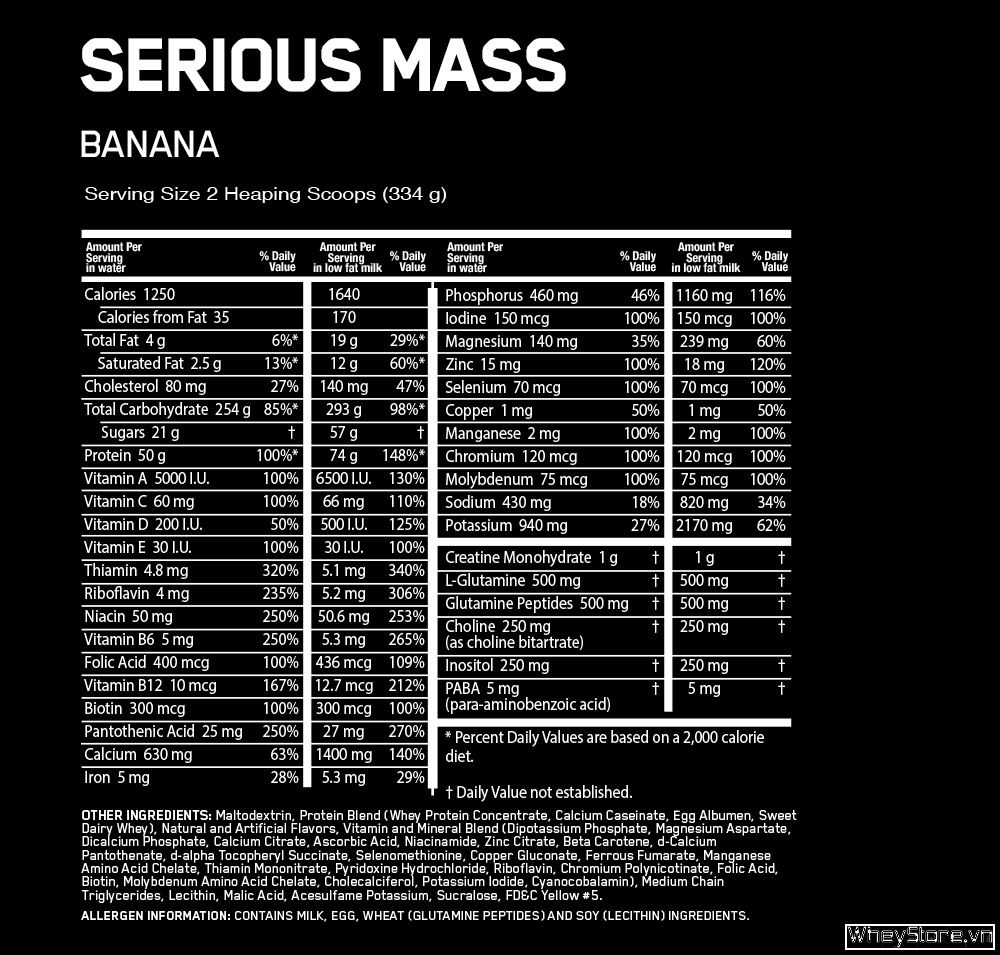 SERIOUS MASS
BANANA
Serving Size 2 Heaping Scoops (334 g)
Amount Per Serving in water % Daily Value Amount Per Serving in low fat milk % Daily Value
Calories 1250 1640
Calories from Fat 35 170
Total Fat 4 g 6%* 19 g 29%*
Saturated Fat 2.5 g 13%* 12 g 60%*
Cholesterol 80 mg 27% 140 mg 47%
Total Carbohydrate 254 g 85%* 293 g 98%*
Sugars 21 g † 57 g †
Protein 50 g 100%* 74 g 148%*
Vitamin A 5000 I.U. 100% 6500 I.U. 130%
Vitamin C 60 mg 100% 66 mg 110%
Vitamin D 200 I.U. 50% 500 I.U. 125%
Vitamin E 30 I.U. 100% 30 I.U. 100%
Thiamin 4.8 mg 320% 5.1 mg 340%
Riboflavin 4 mg 235% 5.2 mg 306%
Niacin 50 mg 250% 50.6 mg 253%
Vitamin B6 5 mg 250% 5.3 mg 265%
Folic Acid 400 mcg 100% 436 mcg 109%
Vitamin B12 10 mcg 167% 12.7 mcg 212%
Biotin 300 mcg 100% 300 mcg 100%
Pantothenic Acid 25 mg 250% 27 mg 270%
Calcium 630 mg 63% 1400 mg 140%
Iron 5 mg 28% 5.3 mg 29%
Amount Per Serving in water % Daily Value Amount Per Serving in low fat milk % Daily Value
Phosphorus 460 mg 46% 1160 mg 116%
Iodine 150 mcg 100% 150 mcg 100%
Magnesium 140 mg 35% 239 mg 60%
Zinc 15 mg 100% 18 mg 120%
Selenium 70 mcg 100% 70 mcg 100%
Copper 1 mg 50% 1 mg 50%
Manganese 2 mg 100% 2 mg 100%
Chromium 120 mcg 100% 120 mcg 100%
Molybdenum 75 mcg 100% 75 mcg 100%
Sodium 430 mg 18% 820 mg 34%
Potassium 940 mg 27% 2170 mg 62%
Creatine Monohydrate 1 g † 1 g †
L-Glutamine 500 mg † 500 mg †
Glutamine Peptides 500 mg † 500 mg †
Choline 250 mg † 250 mg †
(as choline bitartrate)
Inositol 250 mg † 250 mg †
PABA 5 mg † 5 mg †
(para-aminobenzoic acid)
* Percent Daily Values are based on a 2,000 calorie
diet.
† Daily Value not established.
OTHER INGREDIENTS: Maltodextrin, Protein Blend (Whey Protein Concentrate, Calcium Caseinate, Egg Albumen, Sweet
Dairy Whey), Natural and Artificial Flavors, Vitamin and Mineral Blend (Dipotassium Phosphate, Magnesium Aspartate,
Dicalcium Phosphate, Calcium Citrate, Ascorbic Acid, Niacinamide, Zinc Citrate, Beta Carotene, d-Calcium
Pantothenate, d-alpha Tocopheryl Succinate, Selenomethionine, Copper Gluconate, Ferrous Fumarate, Manganese
Amino Acid Chelate, Thiamin Mononitrate, Pyridoxine Hydrochloride, Riboflavin, Chromium Polynicotinate, Folic Acid,
Biotin, Molybdenum Amino Acid Chelate, Cholecalciferol, Potassium Iodide, Cyanocobalamin), Medium Chain
Triglycerides, Lecithin, Malic Acid, Acesulfame Potassium, Sucralose, FD&C Yellow #5.
ALLERGEN INFORMATION: CONTAINS MILK, EGG, WHEAT (GLUTAMINE PEPTIDES) AND SOY (LECITHIN) INGREDIENTS.
WheyStore.vn